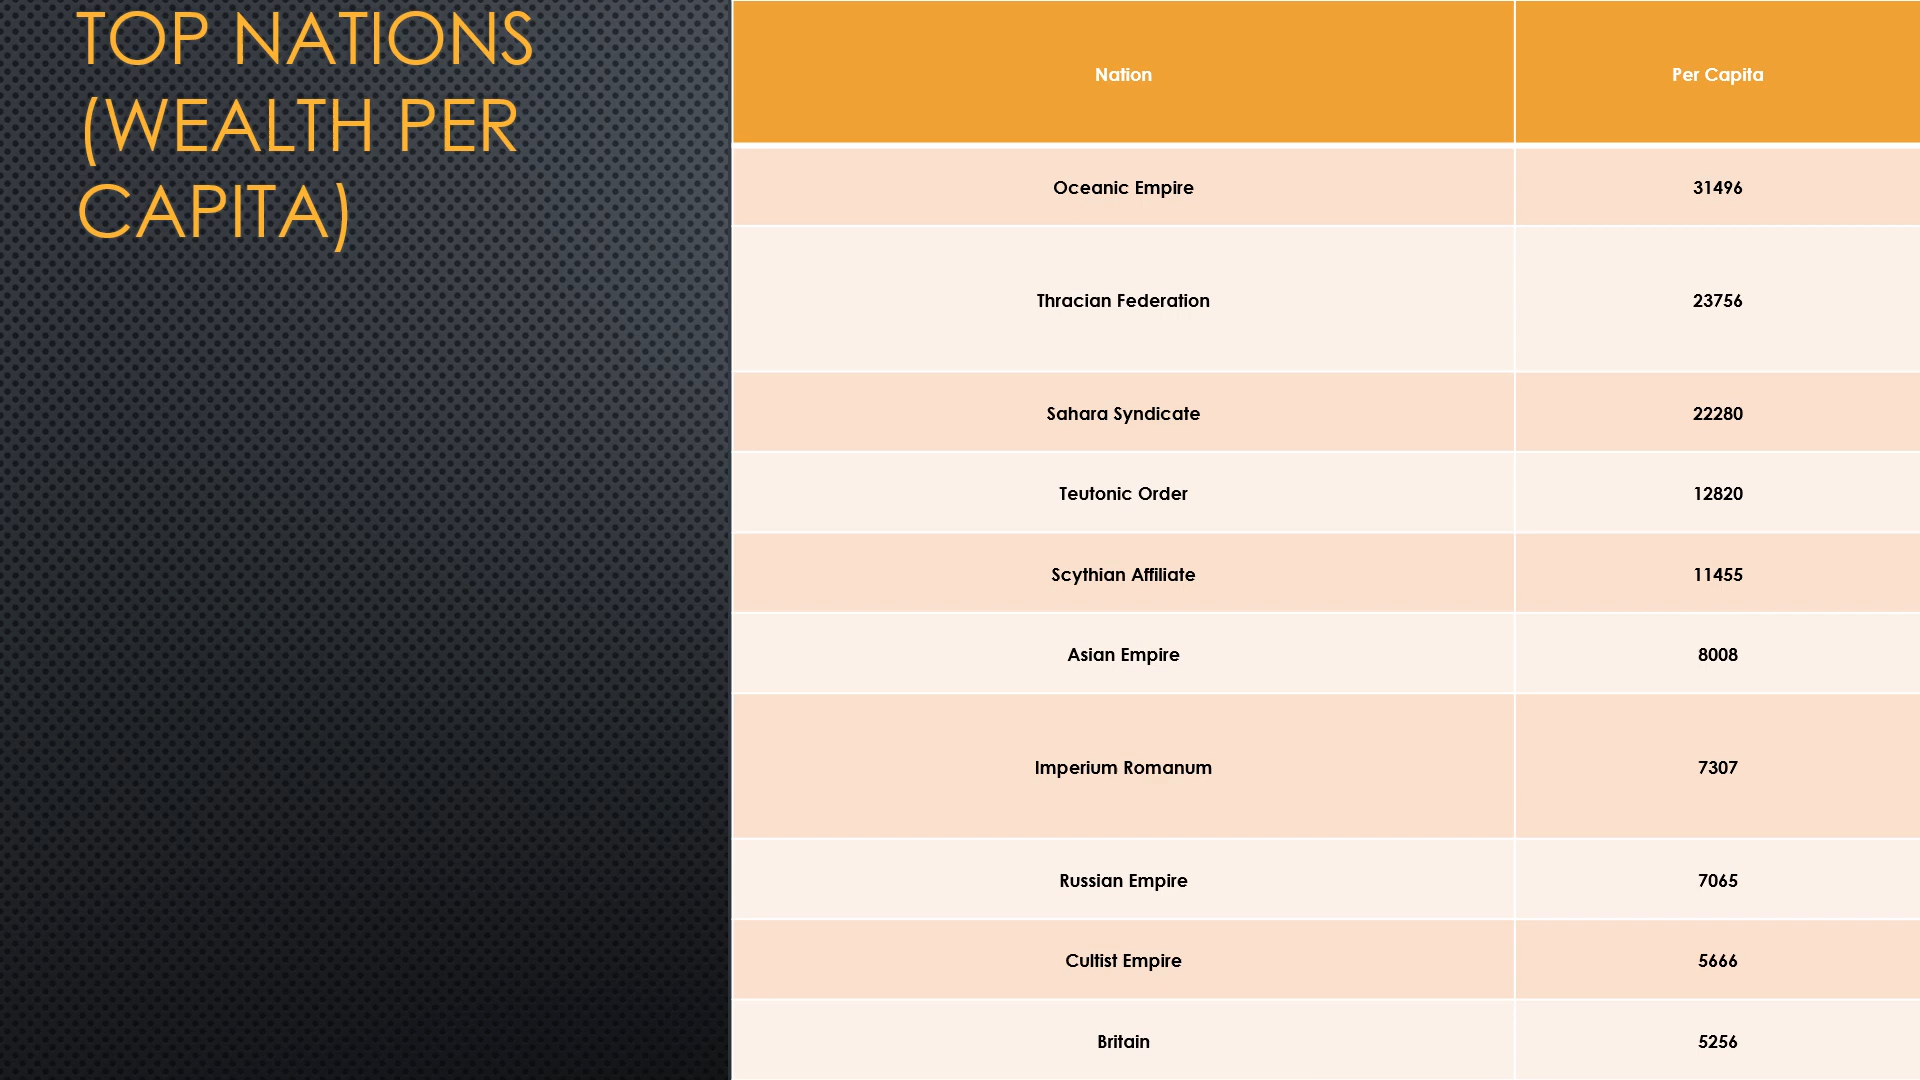 TOP NATIONS
(WEALTH PER
CAPITA)
Nation Per Capita
Oceanic Empire 31496
Thracian Federation 23756
Sahara Syndicate 22280
Teutonic Order 12820
Scythian Affiliate 11455
Asian Empire 8008
Imperium Romanum 7307
Russian Empire 7065
Cultist Empire 5666
Britain 5256